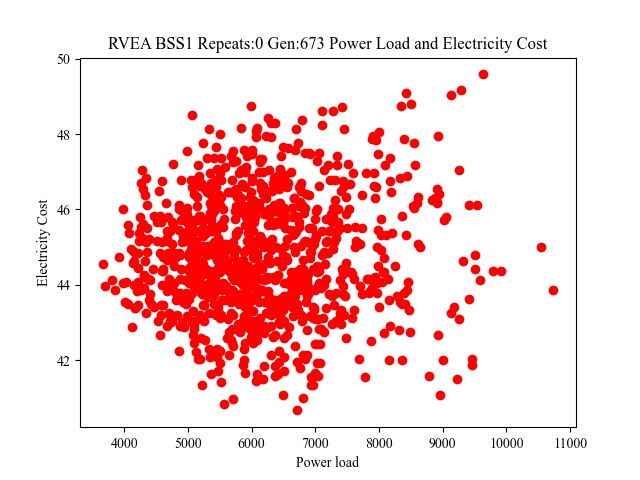 RVEA BSS1 Repeats:0 Gen:673 Power Load and Electricity Cost
50
48
46
44
42
Electricity Cost
4000 5000 6000 7000 8000 9000 10000 11000
Power load